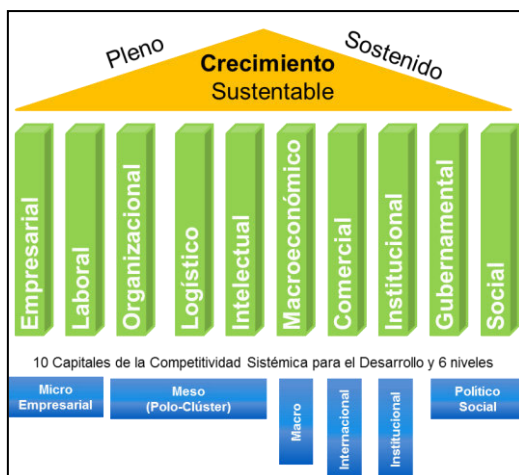 Pleno
Sostenido
Crecimiento
Sustentable
Empresarial
Laboral
Organizacional
Logístico
Intelectual
Macroeconómico
Comercial
Institucional
Gubernamental
Social
10 Capitales de la Competitividad Sistémica para el Desarrollo y 6 niveles
Micro
Empresarial
Meso
(Polo-Clúster)
Macro
Internacional
Institucional
Politico
Social